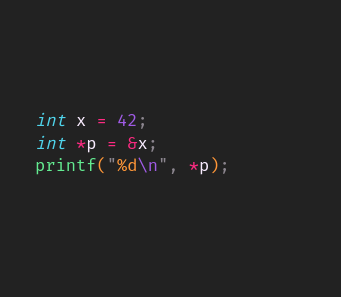 int x = 42;
int *p = &x;
printf("%d\n", *p);